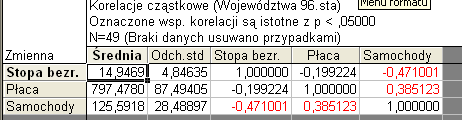 Menu formatu
Korelacje cząstkowe (Województwa 96.sta)
Oznaczone wsp. korelacji są istotne z p < ,05000
N=49 (Braki danych usuwano przypadkami)
Zmienna Średnia Odch.std Stopa bezr. Płaca Samochody
Stopa bezr. 14,9469 4,84635 1,000000 -0,199224 -0,471001
Płaca 797,4780 87,49405 -0,199224 1,000000 0,385123
Samochody 125,5918 28,48897 -0,471001 0,385123 1,000000